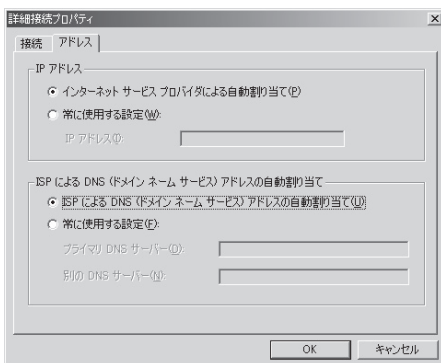 詳細接続プロパティ
接続 アドレス
IP アドレス
インターネット サービス プロバイダによる自動割り当て(P)
常に使用する設定(W):
IP アドレス(I):
ISP による DNS (ドメイン ネーム サービス) アドレスの自動割り当て
ISP による DNS (ドメイン ネーム サービス) アドレスの自動割り当て(U)
常に使用する設定(F):
プライマリ DNS サーバー(D):
別の DNS サーバー(N):
OK キャンセル